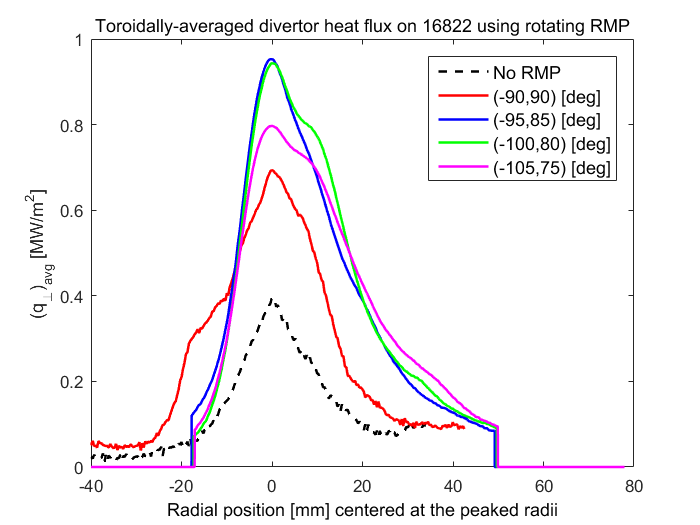 Toroidally-averaged divertor heat flux on 16822 using rotating RMP
No RMP
(-90,90) [deg]
(-95,85) [deg]
(-100,80) [deg]
(-105,75) [deg]
(q⊥)avg [MW/m2]
1
0.8
0.6
0.4
0.2
0
-40 -20 0 20 40 60 80
Radial position [mm] centered at the peaked radii